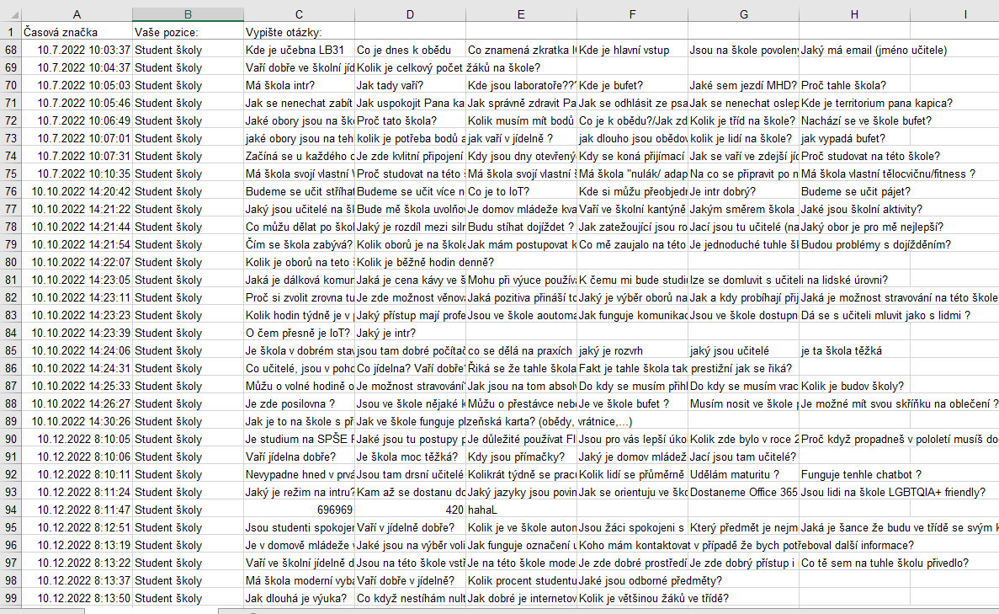 A B C D E F G H I
1 Časová značka Vaše pozice: Vypište otázky:
68 10.7.2022 10:03:37 Student školy Kde je učebna LB31 Co je dnes k obědu Co znamená zkratka Kde je hlavní vstup Jsou na škole povoleny Jaký má email (jméno učitele)
69 10.7.2022 10:04:37 Student školy Vaří dobře ve školní jíd Kolik je celkový počet žáků na škole?
70 10.7.2022 10:05:03 Student školy Má škola intr? Jak tady vaří? Kde jsou laboratoře??? Kde je bufet? Jaké sem jezdí MHD? Proč tahle škola?
71 10.7.2022 10:05:46 Student školy Jak se nenechat zabít Jak uspokojit Pana ka Jak správně zdravit Pa Jak se odhlásit ze psa Jak se nenechat oslep Kde je territorium pana kapica?
72 10.7.2022 10:06:49 Student školy Jaké obory jsou na ško Proč tato škola? Kolik musím mít bodů Co je k obědu?/Jak zd Kolik je tříd na škole? Nachází se ve škole bufet?
73 10.7.2022 10:07:01 Student školy jaké obory jsou na teh kolik je potřeba bodů a jak vaří v jídelně ? jak dlouho jsou obědov kolik je lidí na škole? jak vypadá bufet?
74 10.7.2022 10:07:31 Student školy Začíná se u každého o Je zde kvlitní připojení Kdy jsou dny otevřený Kdy se koná přijímací Jak se vaří ve zdejší jíd Proč studovat na této škole?
75 10.7.2022 10:10:35 Student školy Má škola svojí vlastní Proč studovat na této Má škola svojí vlastní Má škola "nulák/ adap Na co se připravit po n Má škola vlastní tělocvičnu/fitness ?
76 10.10.2022 14:20:42 Student školy Budeme se učit stříhat Budeme se učit více n Co je to IoT? Kde si můžu přeobjedn Je intr dobrý? Budeme se učit pájet?
77 10.10.2022 14:21:22 Student školy Jaký jsou učitelé na šk Bude mě škola uvolňov Je domov mládeže kva Vaří ve školní kantýně Jakým směrem škola Jaké jsou školní aktivity?
78 10.10.2022 14:21:44 Student školy Co můžu dělat po ško Jaký je rozdíl mezi siln Budu stíhat dojíždet ? Jak zatežoující jsou ro Jací jsou tu učitelé (na Jaký obor je pro mě nejlepší?
79 10.10.2022 14:21:54 Student školy Čím se škola zabývá? Kolik oborů je na škole Jak mám postupovat k Co mě zaujalo na této Je jednoduché tuhle šk Budou problémy s dojížděním?
80 10.10.2022 14:22:07 Student školy Kolik je oborů na teto Kolik je běžně hodin denně?
81 10.10.2022 14:23:05 Student školy Jaká je dálková komun Jaká je cena kávy ve š Mohu při výuce používa K čemu mi bude studi lze se domluvit s učiteli na lidské úrovni?
82 10.10.2022 14:23:11 Student školy Proč si zvolit zrovna tu Je zde možnost věnova Jaká pozitiva přináší to Jaký je výběr oborů na Jak a kdy probíhají přij Jaká je možnost stravování na této škole
83 10.10.2022 14:23:23 Student školy Kolik hodin týdně je v Jaký přístup mají profe Jsou ve škole aoutoma Jak funguje komunikac Jsou ve škole dostupn Dá se s učiteli mluvit jako s lidmi ?
84 10.10.2022 14:23:39 Student školy O čem přesně je IoT? Jaký je intr?
85 10.10.2022 14:24:06 Student školy Je škola v dobrém stav jsou tam dobré počítač co se dělá na praxích jaký je rozvrh jaký jsou učitelé je ta škola těžká
86 10.10.2022 14:24:31 Student školy Co učitelé, jsou v poho Co jídelna? Vaří dobře? Řiká se že tahle škola Fakt je tahle škola tak prestižní jak se říká?
87 10.10.2022 14:25:33 Student školy Můžu o volné hodině o Je možnost stravování? Jak jsou na tom absolv Do kdy se musím přihl Do kdy se musím vrac Kolik je budov školy?
88 10.10.2022 14:26:27 Student školy Je zde posilovna ? Jsou ve škole nějaké k Můžu o přestávce nebo Je ve škole bufet ? Musím nosit ve škole Je možné mít svou skříňku na oblečení ?
89 10.10.2022 14:30:26 Student školy Jak je to na škole s př Jak ve škole funguje plzeňská karta? (obědy, vrátnice,...)
90 10.12.2022 8:10:05 Student školy Je studium na SPŠE Jaké jsou tu postupy p Je důležité používat Jsou pro vás lepší úko Kolik zde bylo v roce 2 Proč když propadneš v pololetí musíš do
91 10.12.2022 8:10:06 Student školy Vaří jídelna dobře? Je škola moc těžká? Kdy jsou přímačky? Jaký je domov mládež Jací jsou tam učitelé?
92 10.12.2022 8:10:11 Student školy Nevypadne hned v prvá Jsou tam drsní učitelé Kolikrát týdně se prac Kolik lidí se průměrně Udělám maturitu ? Funguje tenhle chatbot ?
93 10.12.2022 8:11:24 Student školy Jaký je režim na intru? Kam až se dostanu do Jaký jazyky jsou povin Jak se orientuju ve ško Dostaneme Office 365 Jsou lidi na škole LGBTQIA+ friendly?
94 10.12.2022 8:11:47 Student školy 696969 420 hahaL
95 10.12.2022 8:12:51 Student školy Jsou studenti spokojen Vaří v jídelně dobře? Kolik je ve škole autom Jsou žáci spokojeni s Který předmět je nejm Jaká je šance že budu ve třídě se svým k
96 10.12.2022 8:13:19 Student školy Je v domově mládeže Jaké jsou na výběr voli Jak funguje označení u Koho mám kontaktovat v případě že bych potřeboval další informace?
97 10.12.2022 8:13:22 Student školy Vaří ve školní jídelně d Jsou na této škole vstř Je na této škole mode Je zde dobré prostředí Je zde dobrý přístup i Co tě sem na tuhle školu přivedlo?
98 10.12.2022 8:13:37 Student školy Má škola moderní vyba Vaří dobře v jídelně? Kolik procent studentu Jaké jsou odborné předměty?
99 10.12.2022 8:13:50 Student školy Jak dlouhá je výuka? Co když nestíhám nult Jak dobré je internetov Kolik je většinou žáků ve třídě?